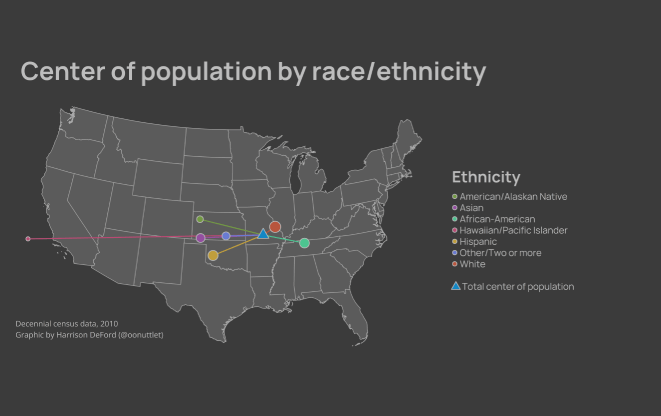 Center of population by race/ethnicity
Ethnicity
American/Alaskan Native
Asian
African-American
Hawaiian/Pacific Islander
Hispanic
Other/Two or more
White
Total center of population
Decennial census data, 2010
Graphic by Harrison DeFord (@oonuttlet)